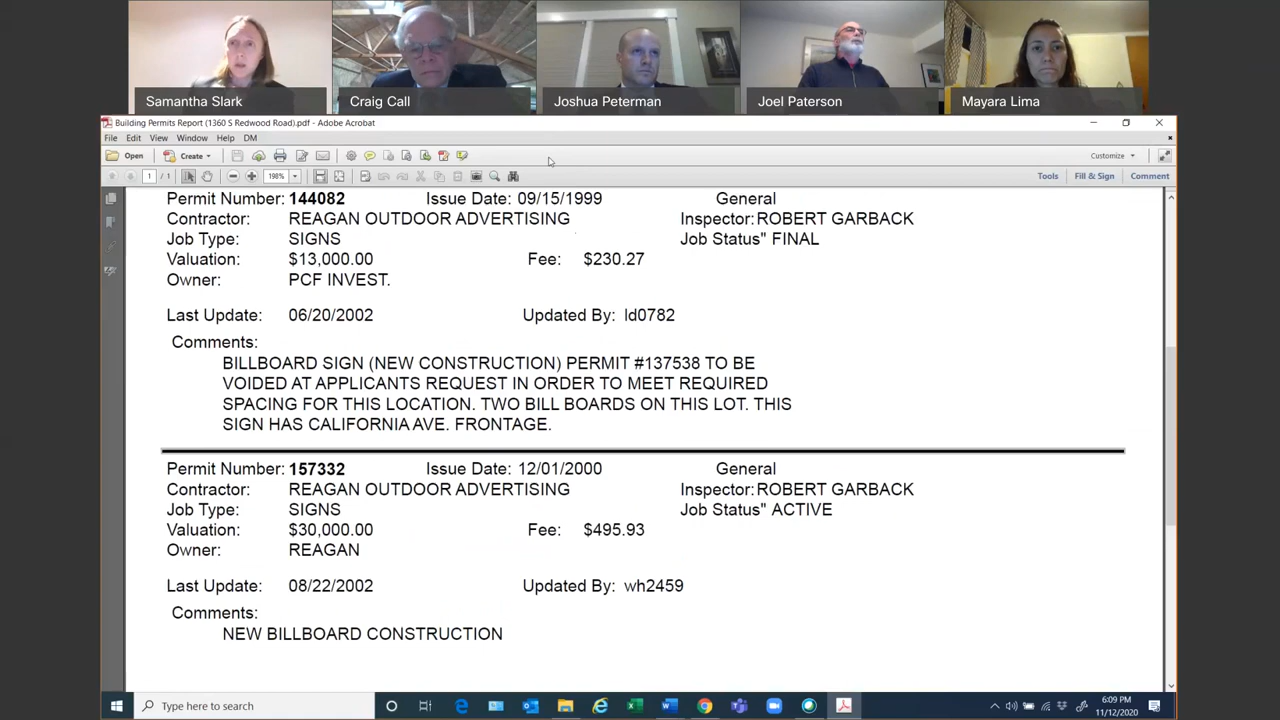 Samantha Slark Craig Call Joshua Peterman Joel Paterson Mayara Lima
Building Permits Report (1360 S Redwood Road).pdf - Adobe Acrobat
File Edit View Window Help DM
Open Create Customize
1 / 1 198% Tools Fill & Sign Comment
Permit Number: 144082 Issue Date: 09/15/1999 General
Contractor: REAGAN OUTDOOR ADVERTISING Inspector: ROBERT GARBACK
Job Type: SIGNS Job Status" FINAL
Valuation: $13,000.00 Fee: $230.27
Owner: PCF INVEST.
Last Update: 06/20/2002 Updated By: ld0782
Comments:
BILLBOARD SIGN (NEW CONSTRUCTION) PERMIT #137538 TO BE
VOIDED AT APPLICANTS REQUEST IN ORDER TO MEET REQUIRED
SPACING FOR THIS LOCATION. TWO BILL BOARDS ON THIS LOT. THIS
SIGN HAS CALIFORNIA AVE. FRONTAGE.
Permit Number: 157332 Issue Date: 12/01/2000 General
Contractor: REAGAN OUTDOOR ADVERTISING Inspector: ROBERT GARBACK
Job Type: SIGNS Job Status" ACTIVE
Valuation: $30,000.00 Fee: $495.93
Owner: REAGAN
Last Update: 08/22/2002 Updated By: wh2459
Comments:
NEW BILLBOARD CONSTRUCTION
Type here to search
6:09 PM
11/12/2020